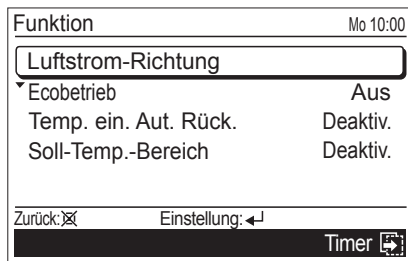 Funktion Mo 10:00
Luftstrom-Richtung
Ecobetrieb Aus
Temp. ein. Aut. Rück. Deaktiv.
Soll-Temp.-Bereich Deaktiv.
Zurück: Einstellung:
Timer